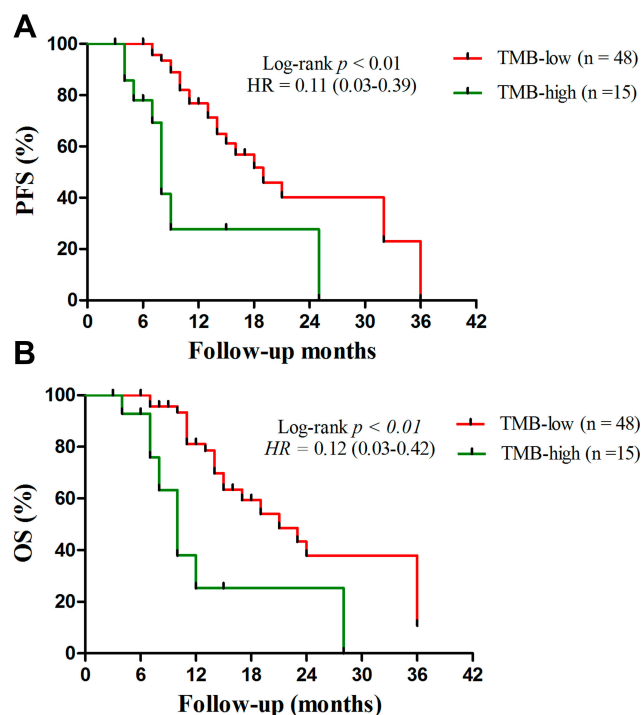 A
PFS (%)
100
80
60
40
20
0
0 6 12 18 24 30 36 42
Follow-up months
Log-rank p < 0.01
HR = 0.11 (0.03-0.39)
TMB-low (n = 48)
TMB-high (n =15)
B
OS (%)
100
80
60
40
20
0
0 6 12 18 24 30 36 42
Follow-up (months)
Log-rank p < 0.01
HR = 0.12 (0.03-0.42)
TMB-low (n = 48)
TMB-high (n =15)